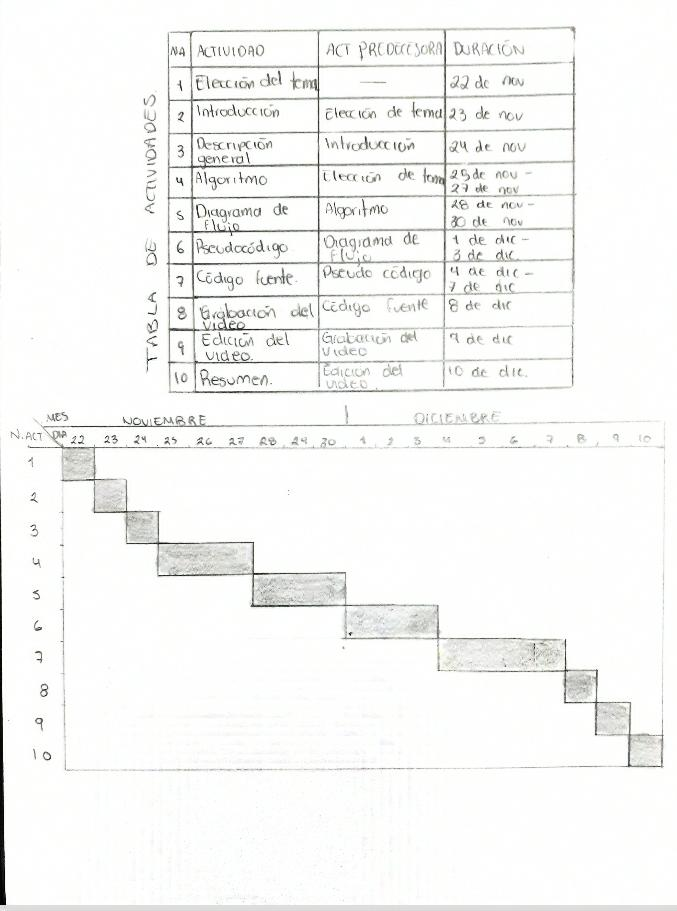 TABLA DE ACTIVIDADES.
NA ACTIVIDAD ACT PREDECESORA DURACIÓN
1 Elección del tema — 22 de nov
2 Introducción Elección de tema 23 de nov
3 Descripción general Introducción 24 de nov
4 Algoritmo Elección de tema 25 de nov - 27 de nov
5 Diagrama de flujo Algoritmo 28 de nov - 30 de nov
6 Pseudocódigo Diagrama de flujo 1 de dic - 3 de dic
7 Código fuente. Pseudo código 4 de dic - 7 de dic
8 Grabación del video Código fuente 8 de dic
9 Edición del video. Grabación del video 9 de dic
10 Resumen. Edición del video. 10 de dic.
MES NOVIEMBRE DICIEMBRE
N.ACT DIA 22 23 24 25 26 27 28 29 30 1 2 3 4 5 6 7 8 9 10
1
2
3
4
5
6
7
8
9
10